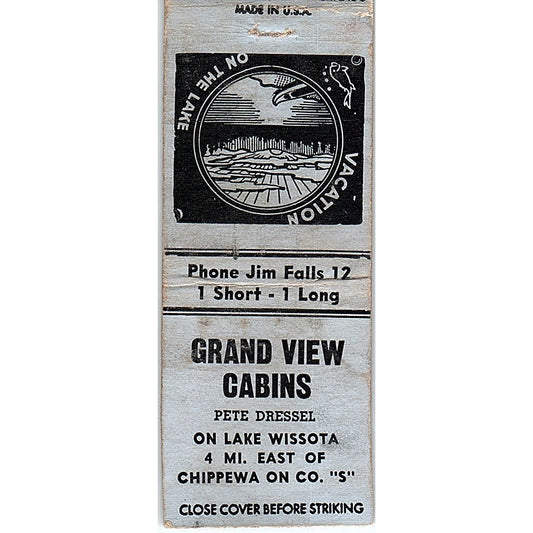 MADE IN U.S.A.
VACATION
ON THE LAKE
Phone Jim Falls 12
1 Short - 1 Long
GRAND VIEW
CABINS
PETE DRESSEL
ON LAKE WISSOTA
4 MI. EAST OF
CHIPPEWA ON CO. "S"
CLOSE COVER BEFORE STRIKING